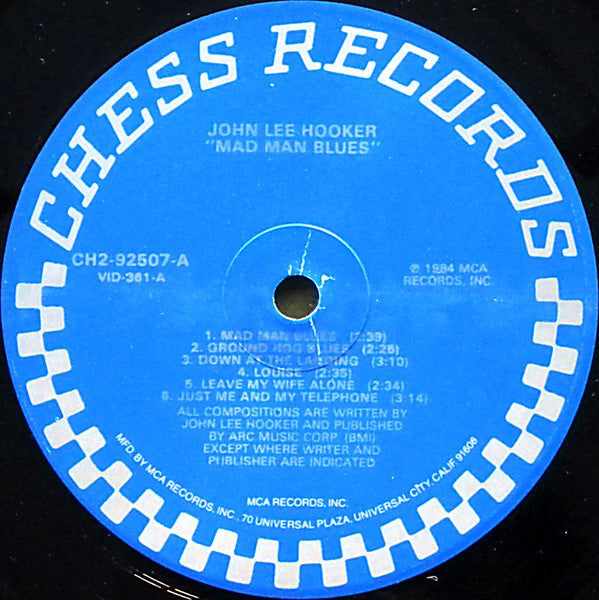 CHESS RECORDS
JOHN LEE HOOKER
"MAD MAN BLUES"
CH2-92507-A
VID-361-A
℗ 1984 MCA
RECORDS, INC.
1. MAD MAN BLUES (2:39)
2. GROUND HOG BLUES (2:25)
3. DOWN AT THE LANDING (3:10)
4. LOUISE (2:35)
5. LEAVE MY WIFE ALONE (2:34)
6. JUST ME AND MY TELEPHONE (3:14)
ALL COMPOSITIONS ARE WRITTEN BY
JOHN LEE HOOKER AND PUBLISHED
BY ARC MUSIC CORP. (BMI)
EXCEPT WHERE WRITER AND
PUBLISHER ARE INDICATED
MCA RECORDS, INC.
MFD. BY MCA RECORDS, INC., 70 UNIVERSAL PLAZA, UNIVERSAL CITY, CALIF. 91608